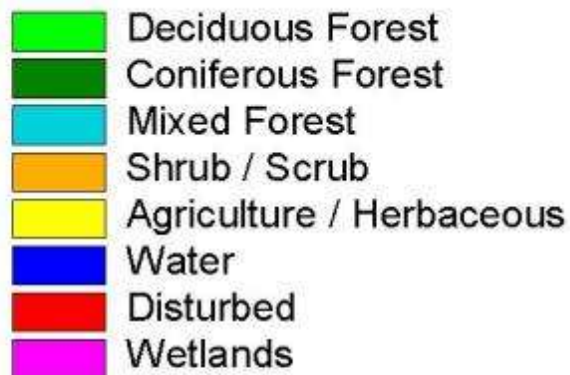 Deciduous Forest
Coniferous Forest
Mixed Forest
Shrub / Scrub
Agriculture / Herbaceous
Water
Disturbed
Wetlands